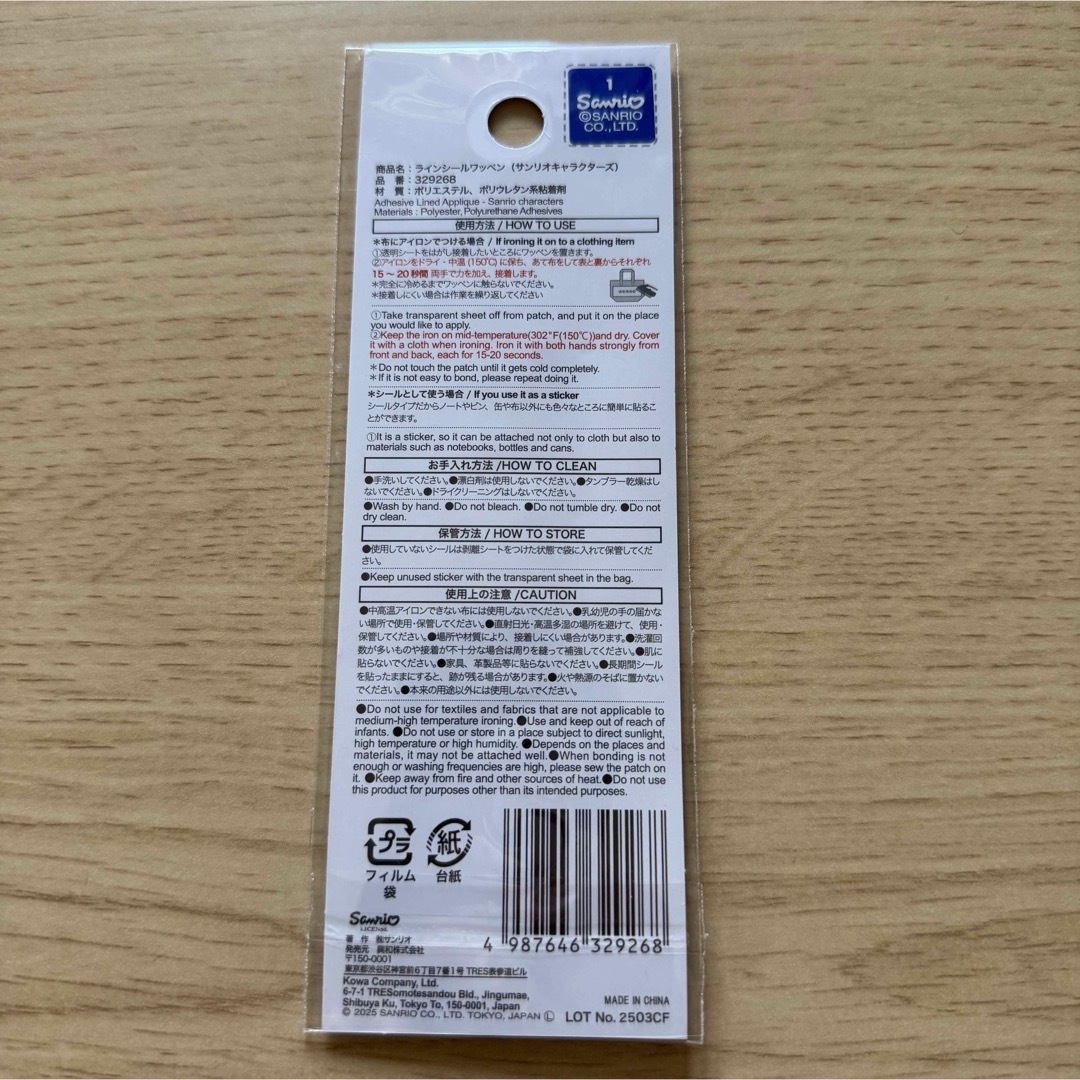 1
Sanrio
©SANRIO
CO.,LTD.
商品名：ラインシールワッペン（サンリオキャラクターズ）
品　番：329268
材　質：ポリエステル、ポリウレタン系粘着剤
Adhesive Lined Applique - Sanrio characters
Materials : Polyester, Polyurethane Adhesives
使用方法 / HOW TO USE
＊布にアイロンでつける場合 / If ironing it on to a clothing item
①透明シートをはがし接着したいところにワッペンを置きます。
②アイロンをドライ・中温(150℃)に保ち、あて布をして表と裏からそれぞれ
15～20秒間 両手で力を加え、接着します。
＊完全に冷めるまでワッペンに触らないでください。
＊接着しにくい場合は作業を繰り返してください
①Take transparent sheet off from patch, and put it on the place
you would like to apply.
②Keep the iron on mid-temperature(302°F(150℃))and dry. Cover
it with a cloth when ironing. Iron it with both hands strongly from
front and back, each for 15-20 seconds.
＊Do not touch the patch until it gets cold completely.
＊If it is not easy to bond, please repeat doing it.
＊シールとして使う場合 / If you use it as a sticker
シールタイプだからノートやビン、缶や布以外にも色々なところに簡単に貼るこ
とができます。
①It is a sticker, so it can be attached not only to cloth but also to
materials such as notebooks, bottles and cans.
お手入れ方法 /HOW TO CLEAN
●手洗いしてください。●漂白剤は使用しないでください。●タンブラー乾燥はし
ないでください。●ドライクリーニングはしないでください。
●Wash by hand. ●Do not bleach. ●Do not tumble dry. ●Do not
dry clean.
保管方法 / HOW TO STORE
●使用していないシールは剥離シートをつけた状態で袋に入れて保管してくだ
さい。
●Keep unused sticker with the transparent sheet in the bag.
使用上の注意 /CAUTION
●中高温アイロンできない布には使用しないでください。●乳幼児の手の届かな
い場所で使用・保管してください。●直射日光・高温多湿の場所を避けて、使用・
保管してください。●場所や材質により、接着しにくい場合があります。●洗濯回
数が多いものや接着が不十分な場合は周りを縫って補強してください。●肌に
貼らないでください。●家具、革製品等に貼らないでください。●長期間シール
を貼ったままにすると、跡が残る場合があります。●火や熱源のそばに置かない
でください。●本来の用途以外には使用しないでください。
●Do not use for textiles and fabrics that are not applicable to
medium-high temperature ironing.●Use and keep out of reach of
infants. ●Do not use or store in a place subject to direct sunlight,
high temperature or high humidity. ●Depends on the places and
materials, it may not be attached well.●When bonding is not
enough or washing frequencies are high, please sew the patch on
it. ●Keep away from fire and other sources of heat.●Do not use
this product for purposes other than its intended purposes.
プラ
紙
フィルム
袋
台紙
4 987646 329268
Sanrio
LICENSE
著　作 ㈱サンリオ
発売元 興和株式会社
〒150-0001
東京都渋谷区神宮前6丁目7番1号 TRES表参道ビル
Kowa Company, Ltd.
6-7-1 TRESomotesandou Bld., Jingumae,
Shibuya Ku, Tokyo To, 150-0001, Japan
© 2025 SANRIO CO., LTD. TOKYO, JAPAN Ⓛ
MADE IN CHINA
LOT No. 2503CF